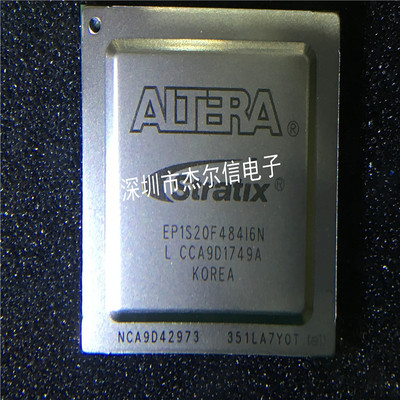 ALTERA®
深圳市杰尔信电子
Stratix®
EP1S20F484I6N
L CCA9D1749A
KOREA
NCA9D42973 351LA7Y0T